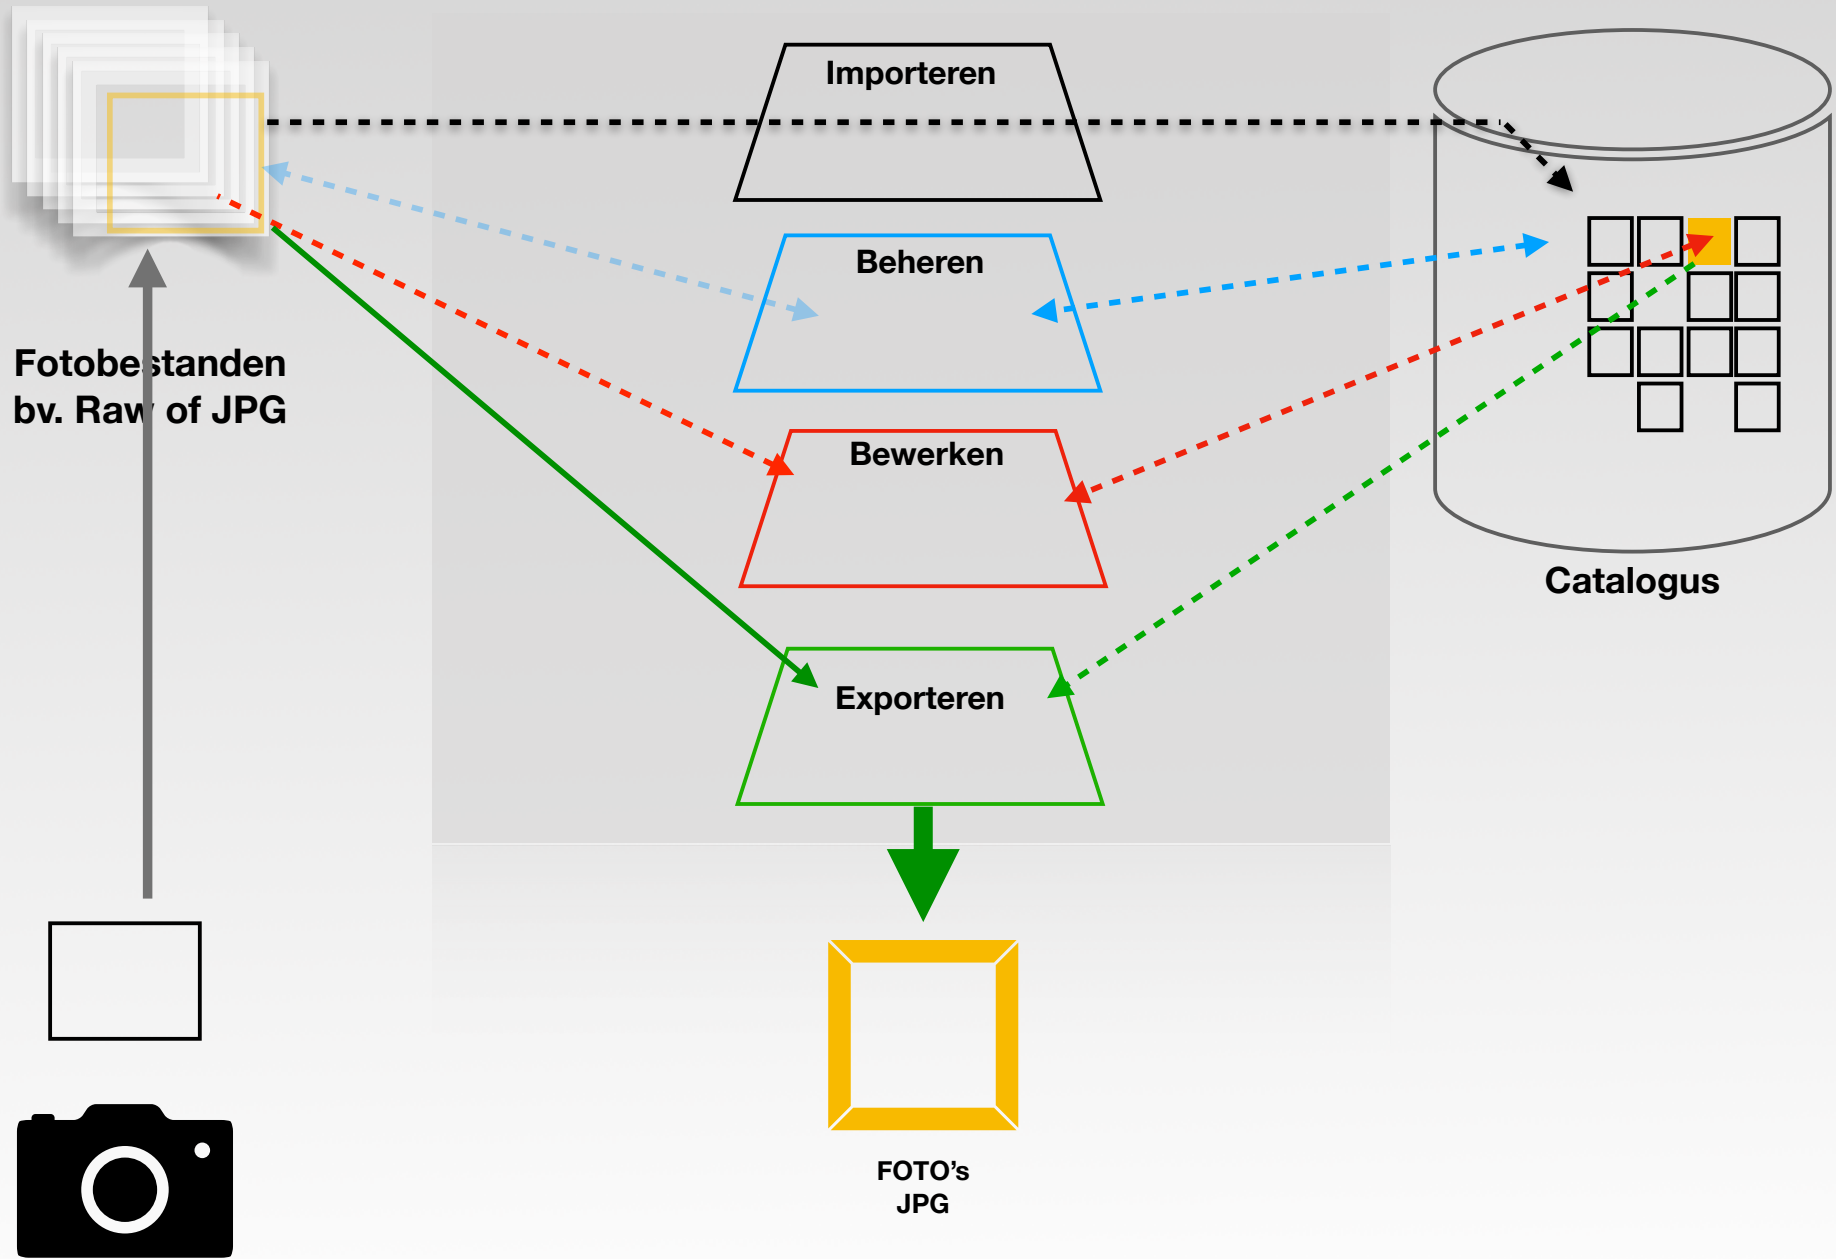 Importeren
Beheren
Fotobestanden
bv. Raw of JPG
Bewerken
Catalogus
Exporteren
FOTO’s
JPG